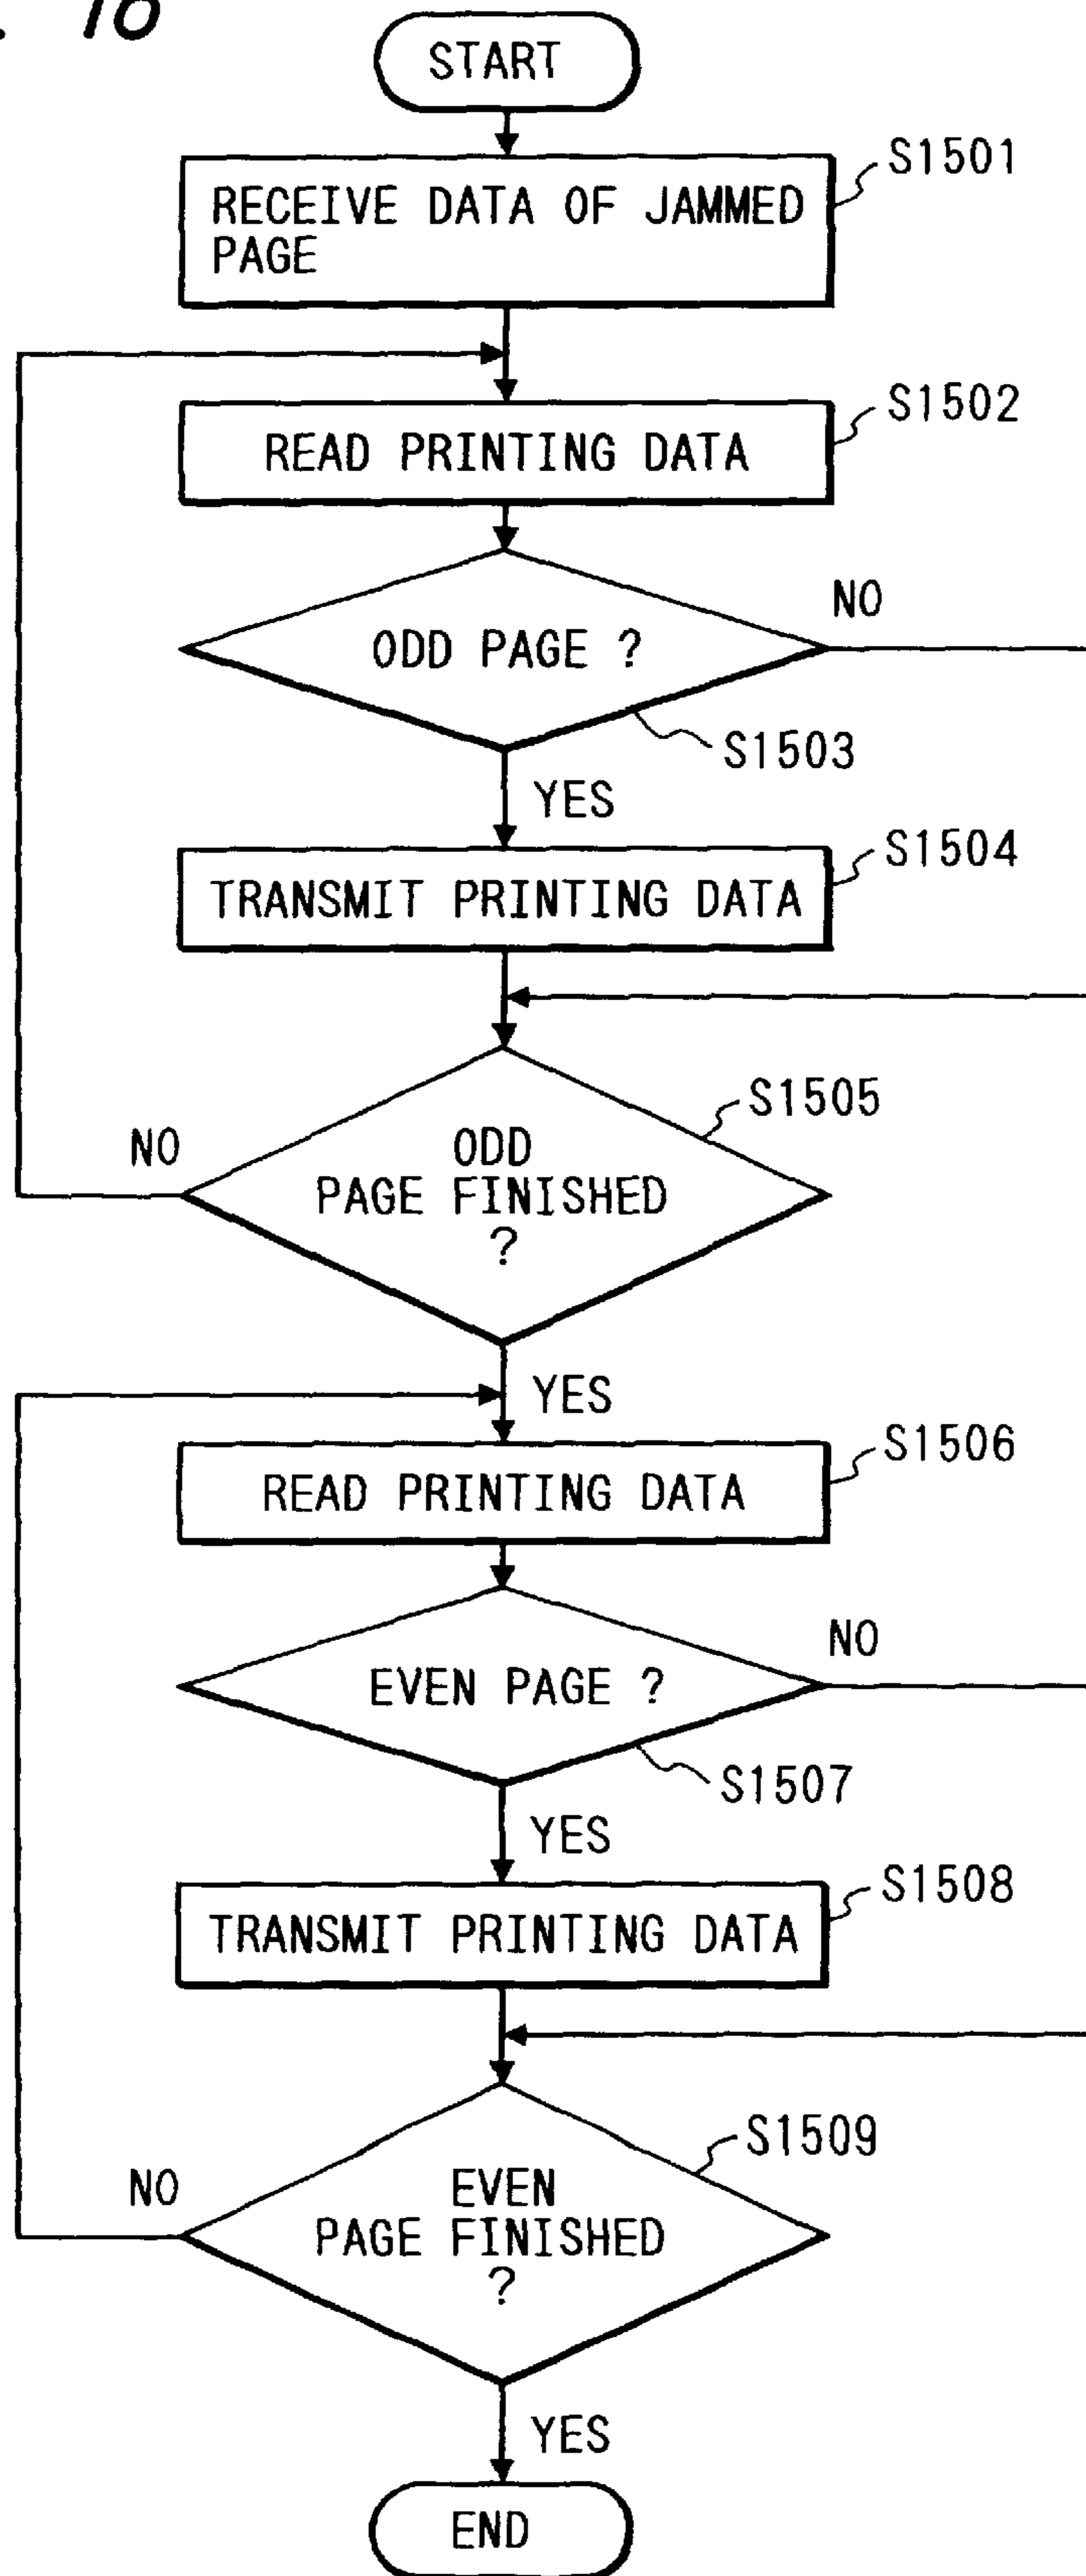 . 16
START
S1501
RECEIVE DATA OF JAMMED
PAGE
S1502
READ PRINTING DATA
NO
ODD PAGE ?
S1503
YES
S1504
TRANSMIT PRINTING DATA
S1505
NO
ODD
PAGE FINISHED
?
YES
S1506
READ PRINTING DATA
NO
EVEN PAGE ?
S1507
YES
S1508
TRANSMIT PRINTING DATA
S1509
NO
EVEN
PAGE FINISHED
?
YES
END